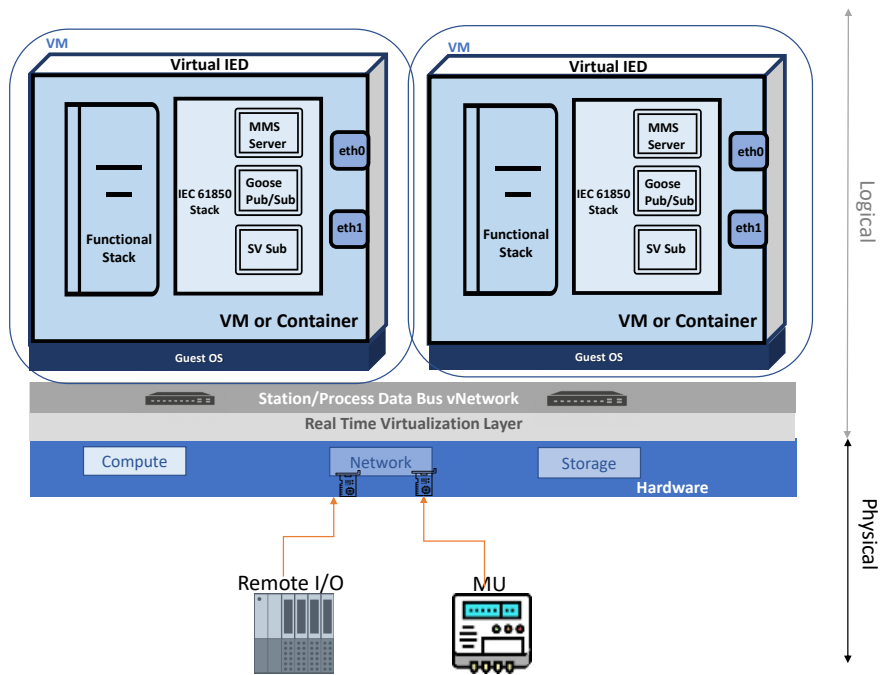 VM
Virtual IED
MMS
Server
Goose
Pub/Sub
SV Sub
IEC 61850
Stack
Functional
Stack
eth0
eth1
VM or Container
Guest OS
VM
Virtual IED
MMS
Server
Goose
Pub/Sub
SV Sub
IEC 61850
Stack
Functional
Stack
eth0
eth1
VM or Container
Guest OS
Logical
Station/Process Data Bus vNetwork
Real Time Virtualization Layer
Compute
Network
Storage
Hardware
Physical
Remote I/O
MU